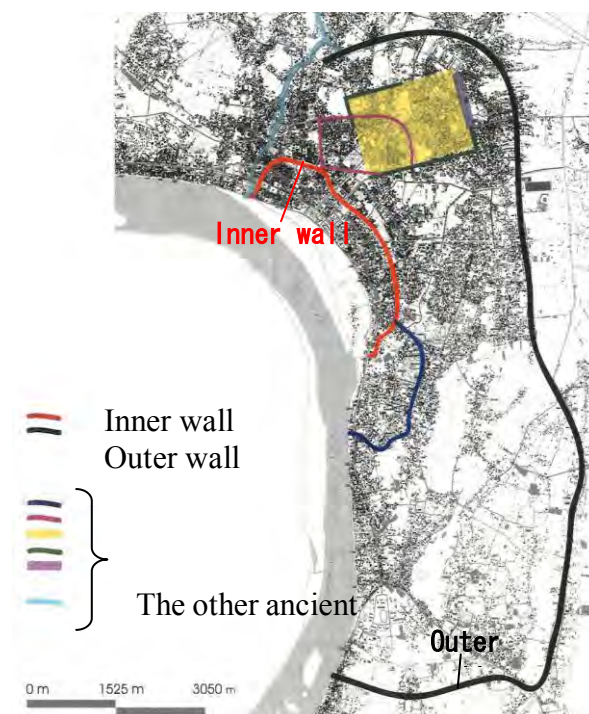 Inner wall
Inner wall
Outer wall
The other ancient
Outer
0 m 1525 m 3050 m